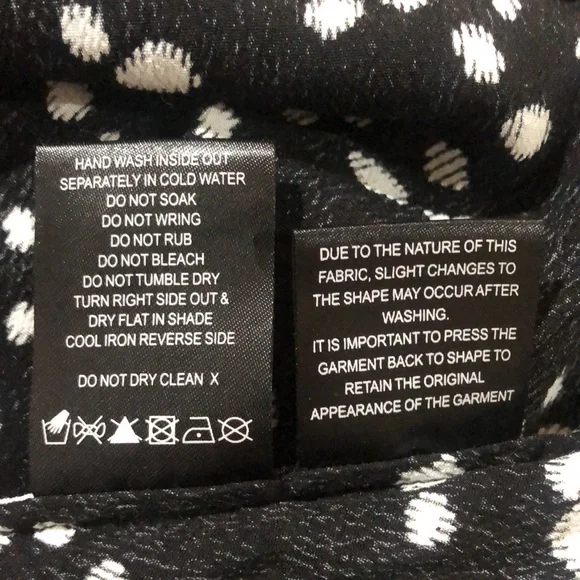 HAND WASH INSIDE OUT
SEPARATELY IN COLD WATER
DO NOT SOAK
DO NOT WRING
DO NOT RUB
DO NOT BLEACH
DO NOT TUMBLE DRY
TURN RIGHT SIDE OUT &
DRY FLAT IN SHADE
COOL IRON REVERSE SIDE
DO NOT DRY CLEAN X
DUE TO THE NATURE OF THIS
FABRIC, SLIGHT CHANGES TO
THE SHAPE MAY OCCUR AFTER
WASHING.
IT IS IMPORTANT TO PRESS THE
GARMENT BACK TO SHAPE TO
RETAIN THE ORIGINAL
APPEARANCE OF THE GARMENT